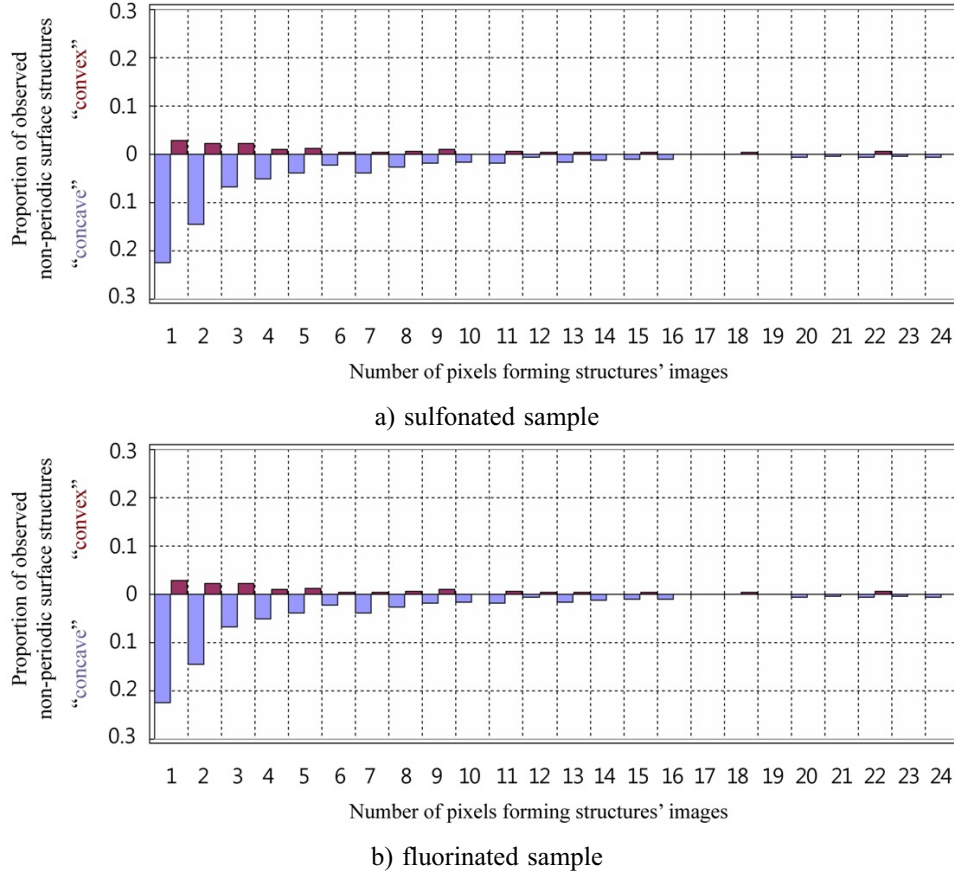 Proportion of observed
non-periodic surface structures
“concave” “convex”
0.3
0.2
0.1
0
0.1
0.2
0.3
1 2 3 4 5 6 7 8 9 10 11 12 13 14 15 16 17 18 19 20 21 22 23 24
Number of pixels forming structures’ images
a) sulfonated sample
Proportion of observed
non-periodic surface structures
“concave” “convex”
0.3
0.2
0.1
0
0.1
0.2
0.3
1 2 3 4 5 6 7 8 9 10 11 12 13 14 15 16 17 18 19 20 21 22 23 24
Number of pixels forming structures’ images
b) fluorinated sample